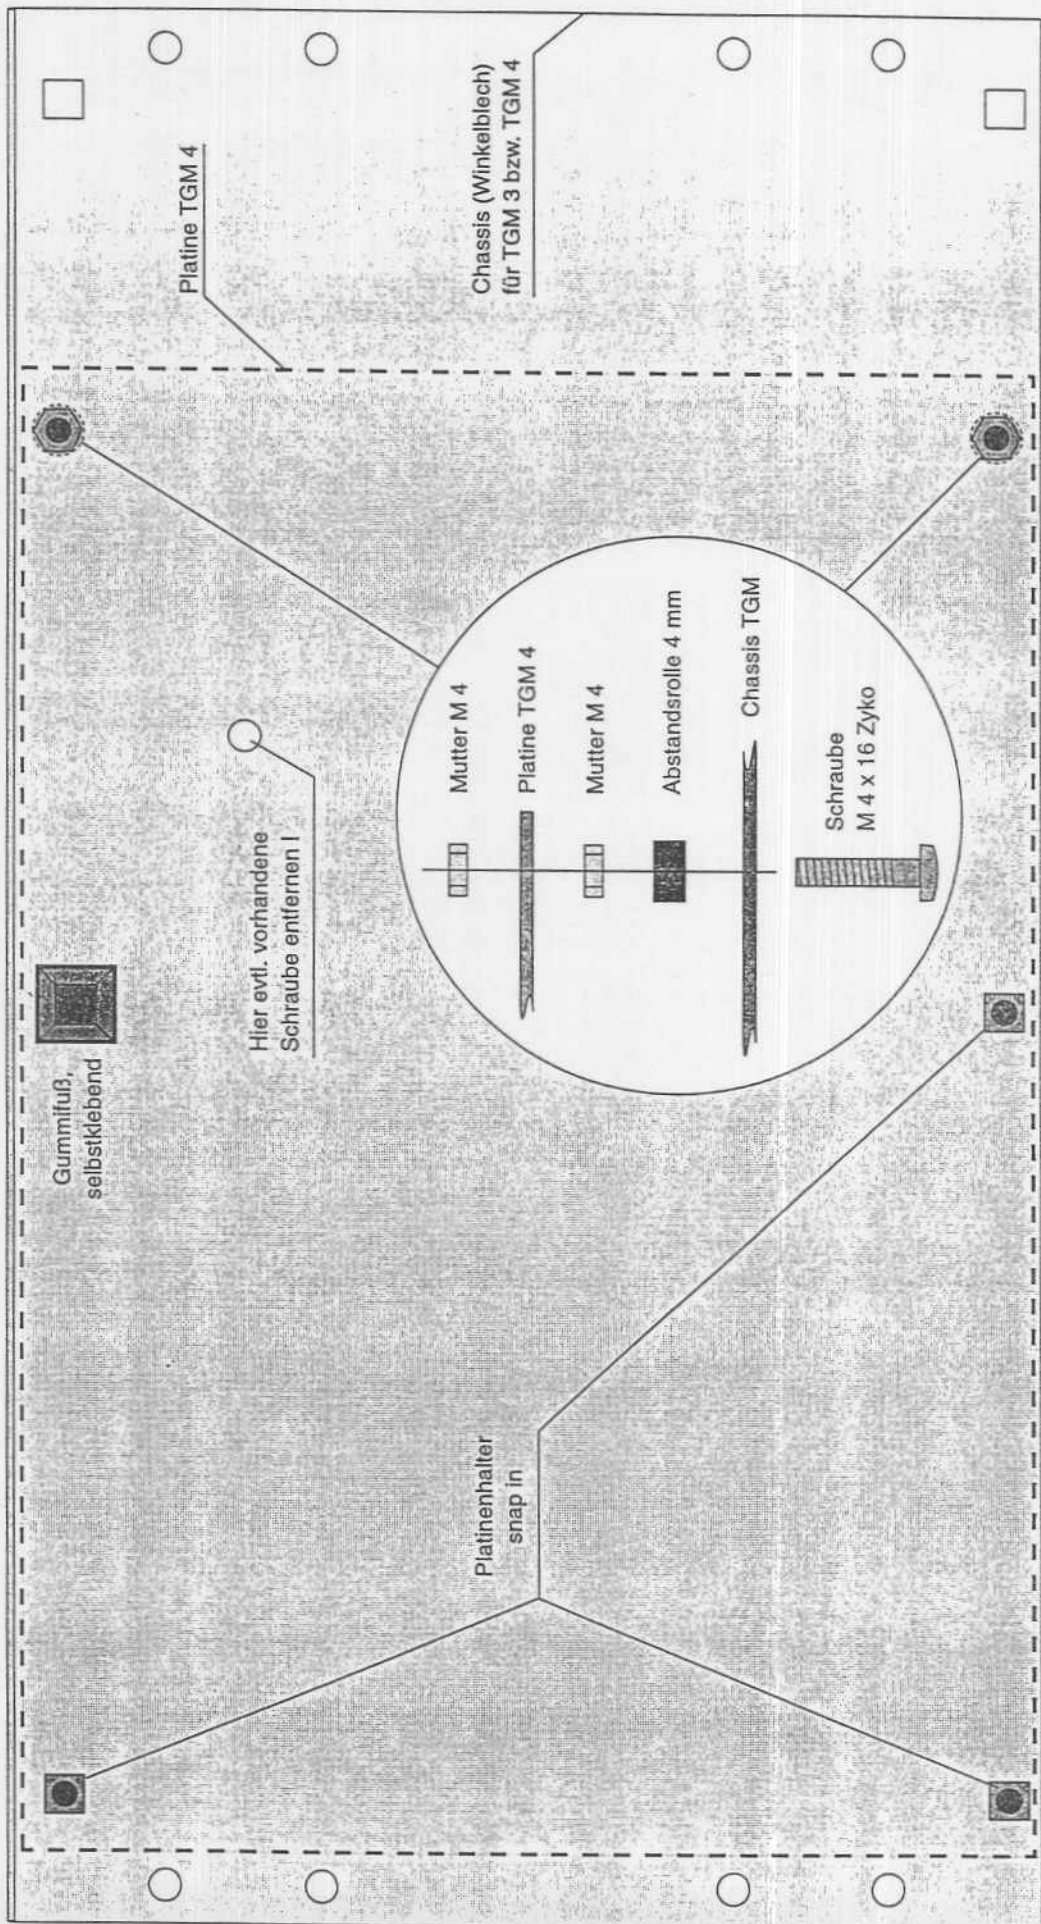 Gummifuß,
selbstklebend
Hier evtl. vorhandene
Schraube entfernen !
Platine TGM 4
Platinenhalter
snap in
Mutter M 4
Platine TGM 4
Mutter M 4
Abstandsrolle 4 mm
Chassis TGM
Schraube
M 4 x 16 Zyko
Chassis (Winkelblech)
für TGM 3 bzw. TGM 4